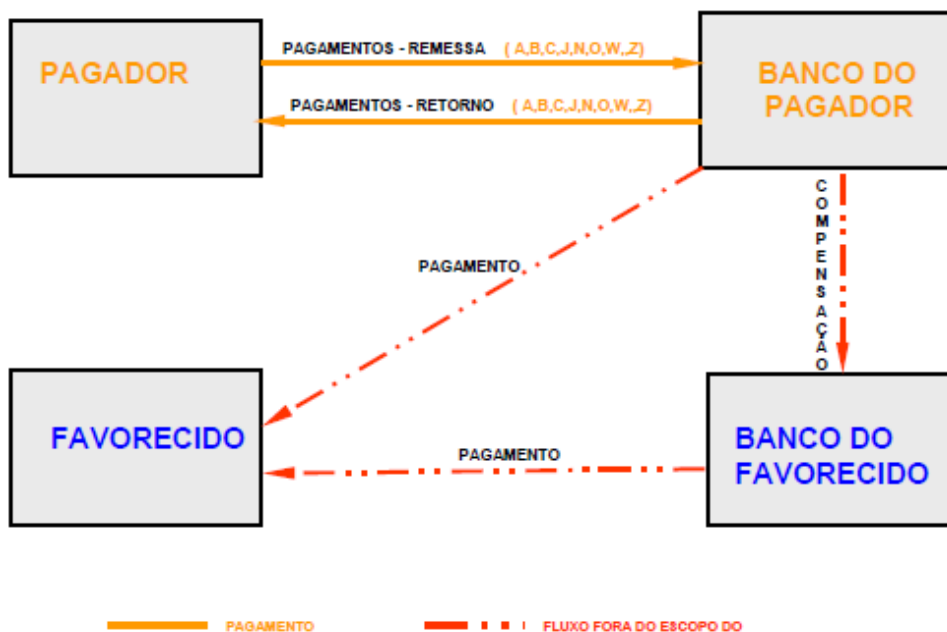 PAGADOR
PAGAMENTOS - REMESSA ( A,B,C,J,N,O,W,,Z)
PAGAMENTOS - RETORNO ( A,B,C,J,N,O,W,,Z)
BANCO DO
PAGADOR
COMPENSAÇÃO
PAGAMENTO
FAVORECIDO
PAGAMENTO
BANCO DO
FAVORECIDO
PAGAMENTO
FLUXO FORA DO ESCOPO DO